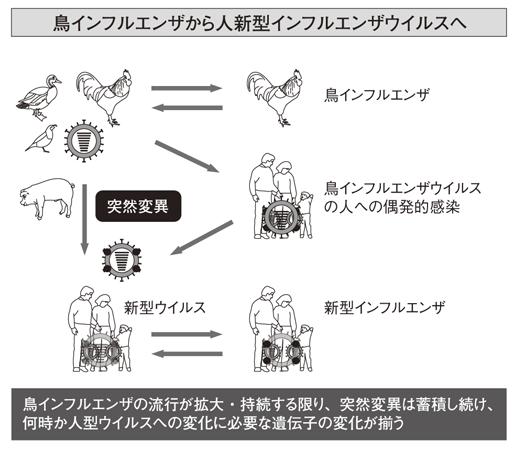 鳥インフルエンザから人新型インフルエンザウイルスへ
鳥インフルエンザ
鳥インフルエンザウイルス
の人への偶発的感染
突然変異
新型ウイルス
新型インフルエンザ
鳥インフルエンザの流行が拡大・持続する限り、突然変異は蓄積し続け、
何時か人型ウイルスへの変化に必要な遺伝子の変化が揃う